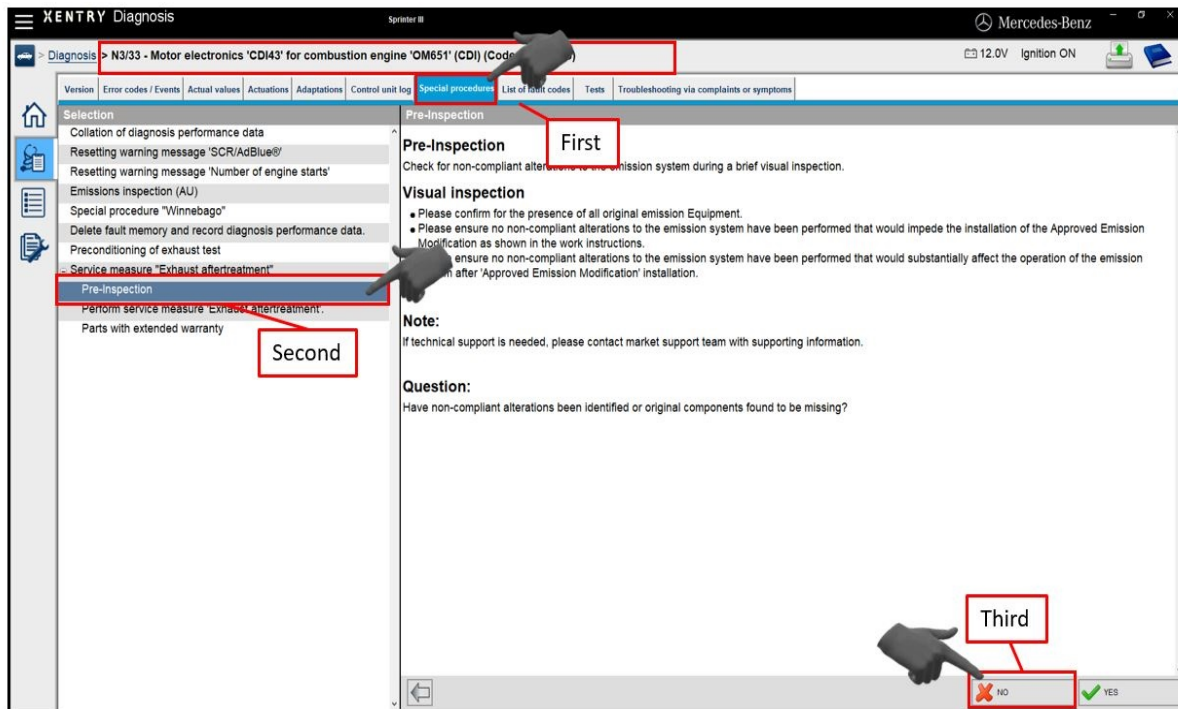 XENTRY Diagnosis
Sprinter III
Mercedes-Benz
> Diagnosis > N3/33 - Motor electronics 'CDI43' for combustion engine 'OM651' (CDI)
12.0V Ignition ON
Version Error codes / Events Actual values Actuations Adaptations Control unit log Special procedures List of fault codes Tests Troubleshooting via complaints or symptoms
Selection
Collation of diagnosis performance data
Resetting warning message 'SCR/AdBlue®'
Resetting warning message 'Number of engine starts'
Emissions inspection (AU)
Special procedure "Winnebago"
Delete fault memory and record diagnosis performance data.
Preconditioning of exhaust test
Service measure "Exhaust aftertreatment"
Pre-Inspection
Perform service measure 'Exhaust aftertreatment'.
Parts with extended warranty
Pre-Inspection
Pre-Inspection
Check for non-compliant alterations to the emission system during a brief visual inspection.
Visual inspection
• Please confirm for the presence of all original emission Equipment.
• Please ensure no non-compliant alterations to the emission system have been performed that would impede the installation of the Approved Emission
Modification as shown in the work instructions.
ensure no non-compliant alterations to the emission system have been performed that would substantially affect the operation of the emission
after 'Approved Emission Modification' installation.
Note:
If technical support is needed, please contact market support team with supporting information.
Question:
Have non-compliant alterations been identified or original components found to be missing?
First
Second
Third
NO
YES